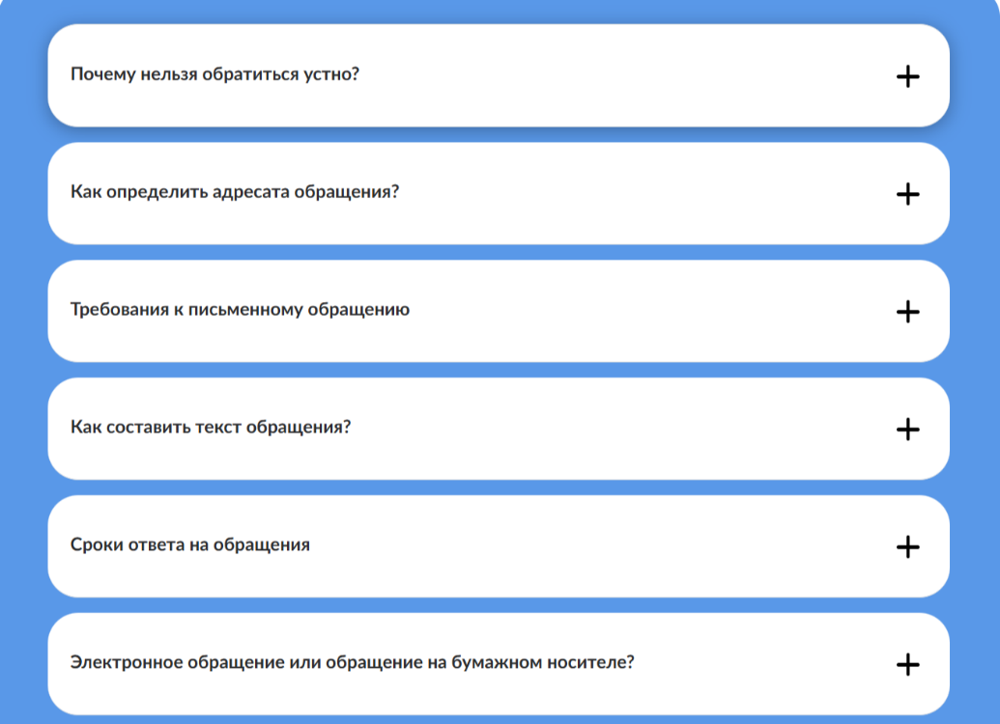 Почему нельзя обратиться устно?
Как определить адресата обращения?
Требования к письменному обращению
Как составить текст обращения?
Сроки ответа на обращения
Электронное обращение или обращение на бумажном носителе?